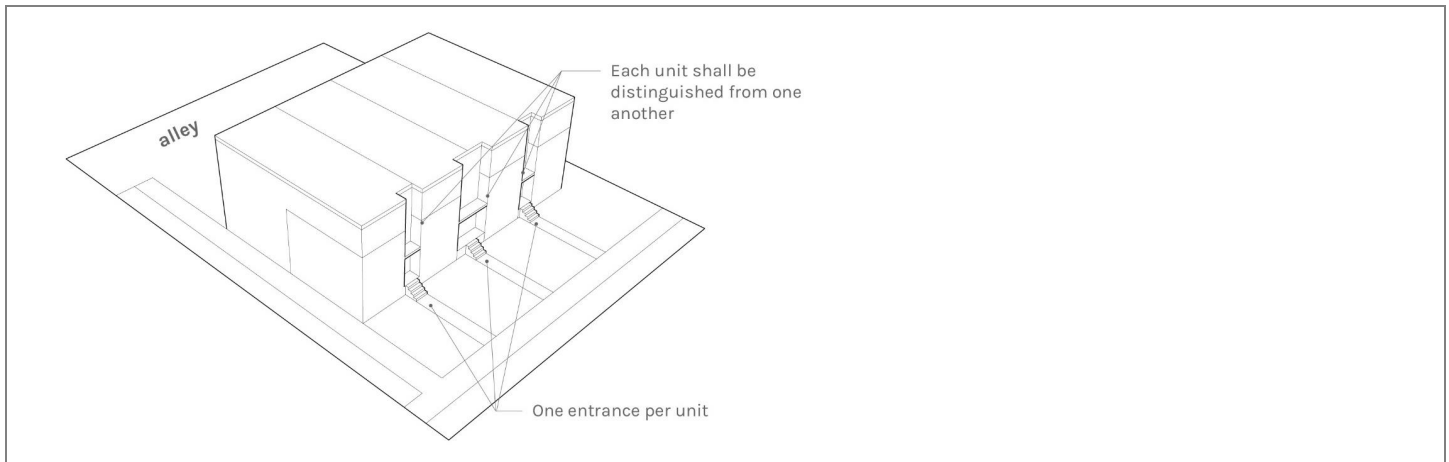 Each unit shall be
distinguished from one
another
alley
One entrance per unit